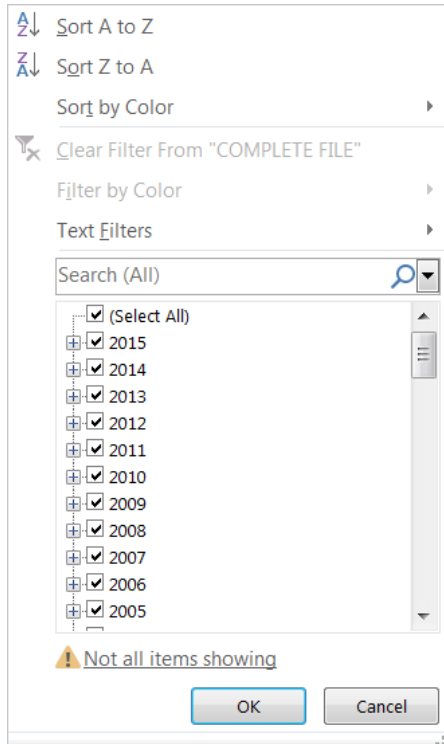 Sort A to Z
Sort Z to A
Sort by Color
Clear Filter From "COMPLETE FILE"
Filter by Color
Text Filters
Search (All)
(Select All)
2015
2014
2013
2012
2011
2010
2009
2008
2007
2006
2005
Not all items showing
OK Cancel